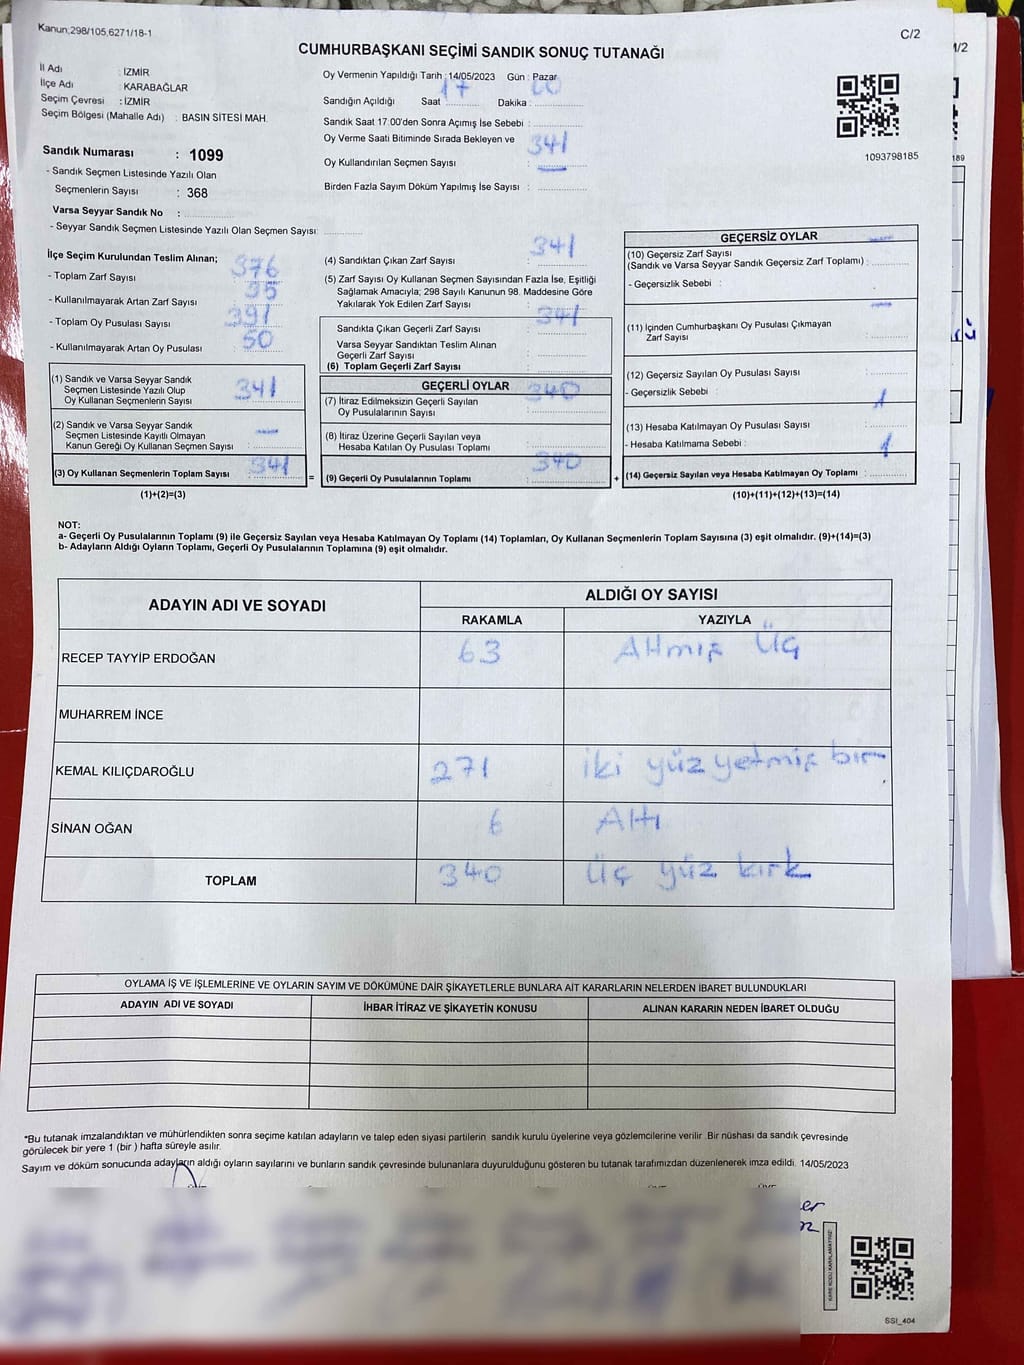 Kanun,298/105,6271/18-1
C/2
CUMHURBAŞKANI SEÇİMİ SANDIK SONUÇ TUTANAĞI
İl Adı : İZMİR
İlçe Adı : KARABAĞLAR
Seçim Çevresi : İZMİR
Seçim Bölgesi (Mahalle Adı) : BASIN SİTESİ MAH.
Sandık Numarası : 1099
- Sandık Seçmen Listesinde Yazılı Olan
Seçmenlerin Sayısı : 368
Varsa Seyyar Sandık No :
- Seyyar Sandık Seçmen Listesinde Yazılı Olan Seçmen Sayısı:
Oy Vermenin Yapıldığı Tarih : 14/05/2023 Gün : Pazar
Sandığın Açıldığı Saat 17 Dakika : 00
Sandık Saat 17:00'den Sonra Açımış İse Sebebi :
Oy Verme Saati Bitiminde Sırada Bekleyen ve
Oy Kullandırılan Seçmen Sayısı 341
Birden Fazla Sayım Döküm Yapılmış İse Sayısı :
1093798185
İlçe Seçim Kurulundan Teslim Alınan;
- Toplam Zarf Sayısı 376
- Kullanılmayarak Artan Zarf Sayısı 35
- Toplam Oy Pusulası Sayısı 391
- Kullanılmayarak Artan Oy Pusulası 50
(1) Sandık ve Varsa Seyyar Sandık
Seçmen Listesinde Yazılı Olup
Oy Kullanan Seçmenlerin Sayısı 341
(2) Sandık ve Varsa Seyyar Sandık
Seçmen Listesinde Kayıtlı Olmayan
Kanun Gereği Oy Kullanan Seçmen Sayısı : —
(3) Oy Kullanan Seçmenlerin Toplam Sayısı : 341
(1)+(2)=(3)
(4) Sandıktan Çıkan Zarf Sayısı : 341
(5) Zarf Sayısı Oy Kullanan Seçmen Sayısından Fazla İse, Eşitliği
Sağlamak Amacıyla; 298 Sayılı Kanunun 98. Maddesine Göre
Yakılarak Yok Edilen Zarf Sayısı :
Sandıkta Çıkan Geçerli Zarf Sayısı : 341
Varsa Seyyar Sandıktan Teslim Alınan
Geçerli Zarf Sayısı
(6) Toplam Geçerli Zarf Sayısı :
GEÇERLİ OYLAR
(7) İtiraz Edilmeksizin Geçerli Sayılan
Oy Pusulalarının Sayısı : 340
(8) İtiraz Üzerine Geçerli Sayılan veya
Hesaba Katılan Oy Pusulası Toplamı :
(9) Geçerli Oy Pusulalarının Toplamı : 340
=
+
GEÇERSİZ OYLAR
(10) Geçersiz Zarf Sayısı
(Sandık ve Varsa Seyyar Sandık Geçersiz Zarf Toplamı) : —
- Geçersizlik Sebebi :
(11) İçinden Cumhurbaşkanı Oy Pusulası Çıkmayan
Zarf Sayısı : —
(12) Geçersiz Sayılan Oy Pusulası Sayısı :
- Geçersizlik Sebebi :
(13) Hesaba Katılmayan Oy Pusulası Sayısı : 1
- Hesaba Katılmama Sebebi :
(14) Geçersiz Sayılan veya Hesaba Katılmayan Oy Toplamı : 1
(10)+(11)+(12)+(13)=(14)
NOT:
a- Geçerli Oy Pusulalarının Toplamı (9) ile Geçersiz Sayılan veya Hesaba Katılmayan Oy Toplamı (14) Toplamları, Oy Kullanan Seçmenlerin Toplam Sayısına (3) eşit olmalıdır. (9)+(14)=(3)
b- Adayların Aldığı Oyların Toplamı, Geçerli Oy Pusulalarının Toplamına (9) eşit olmalıdır.
ADAYIN ADI VE SOYADI
ALDIĞI OY SAYISI
RAKAMLA YAZIYLA
RECEP TAYYİP ERDOĞAN 63 Altmış Üç
MUHARREM İNCE
KEMAL KILIÇDAROĞLU 271 iki yüz yetmiş bir
SİNAN OĞAN 6 Altı
TOPLAM 340 Üç yüz kırk
OYLAMA İŞ VE İŞLEMLERİNE VE OYLARIN SAYIM VE DÖKÜMÜNE DAİR ŞİKAYETLERLE BUNLARA AİT KARARLARIN NELERDEN İBARET BULUNDUKLARI
ADAYIN ADI VE SOYADI İHBAR İTİRAZ VE ŞİKAYETİN KONUSU ALINAN KARARIN NEDEN İBARET OLDUĞU
*Bu tutanak imzalandıktan ve mühürlendikten sonra seçime katılan adayların ve talep eden siyasi partilerin sandık kurulu üyelerine veya gözlemcilerine verilir .Bir nüshası da sandık çevresinde
görülecek bir yere 1 (bir ) hafta süreyle asılır.
Sayım ve döküm sonucunda adayların aldığı oyların sayılarını ve bunların sandık çevresinde bulunanlara duyurulduğunu gösteren bu tutanak tarafımızdan düzenlenerek imza edildi. 14/05/2023
SSI_404